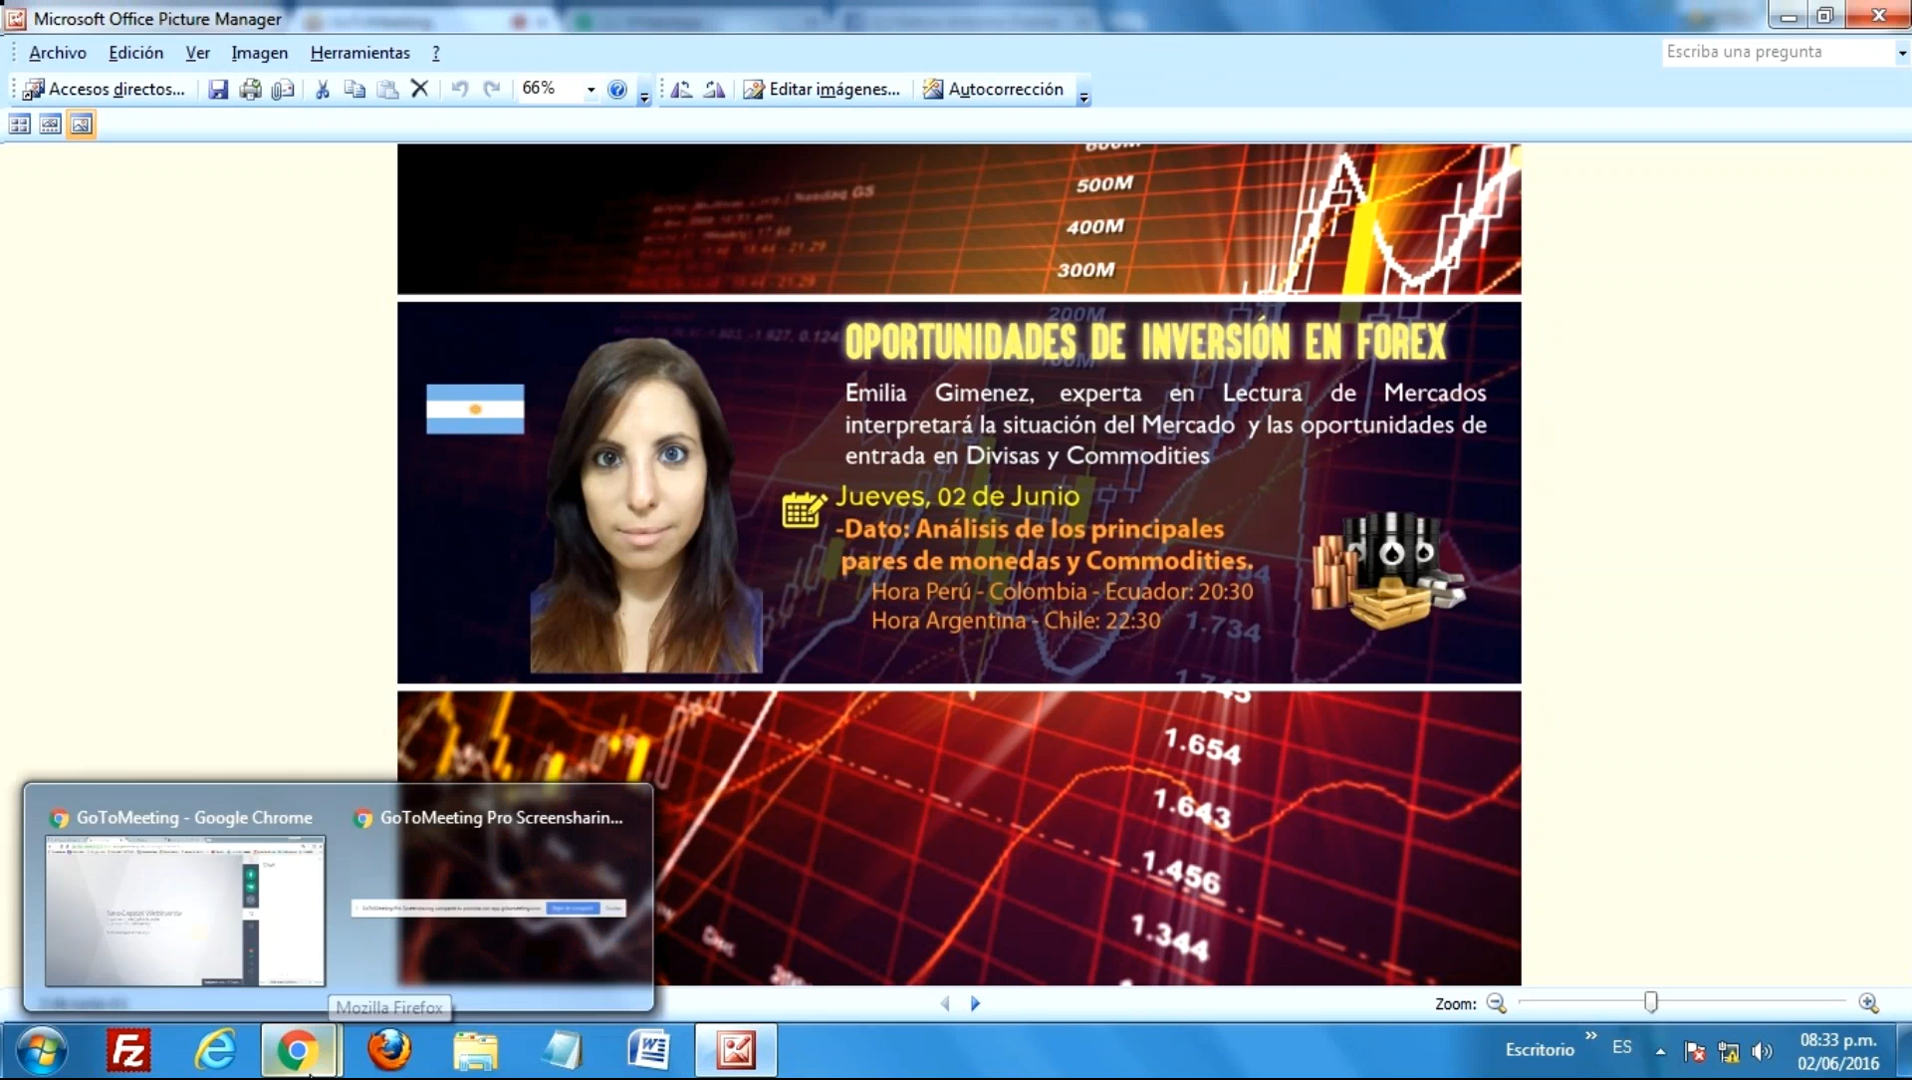 Microsoft Office Picture Manager
Archivo Edición Ver Imagen Herramientas ?
Escriba una pregunta
Accesos directos... 66% Editar imágenes... Autocorrección
600M
500M
400M
300M
200M
OPORTUNIDADES DE INVERSIÓN EN FOREX
Emilia Gimenez, experta en Lectura de Mercados
interpretará la situación del Mercado y las oportunidades de
entrada en Divisas y Commodities
Jueves, 02 de Junio
-Dato: Análisis de los principales
pares de monedas y Commodities.
Hora Perú - Colombia - Ecuador: 20:30
Hora Argentina - Chile: 22:30
1.734
1.745
1.654
1.643
1.456
1.344
Dec
GoToMeeting - Google Chrome
GoToMeeting Pro Screensharin...
Mozilla Firefox
Zoom:
Escritorio
ES
08:33 p.m.
02/06/2016